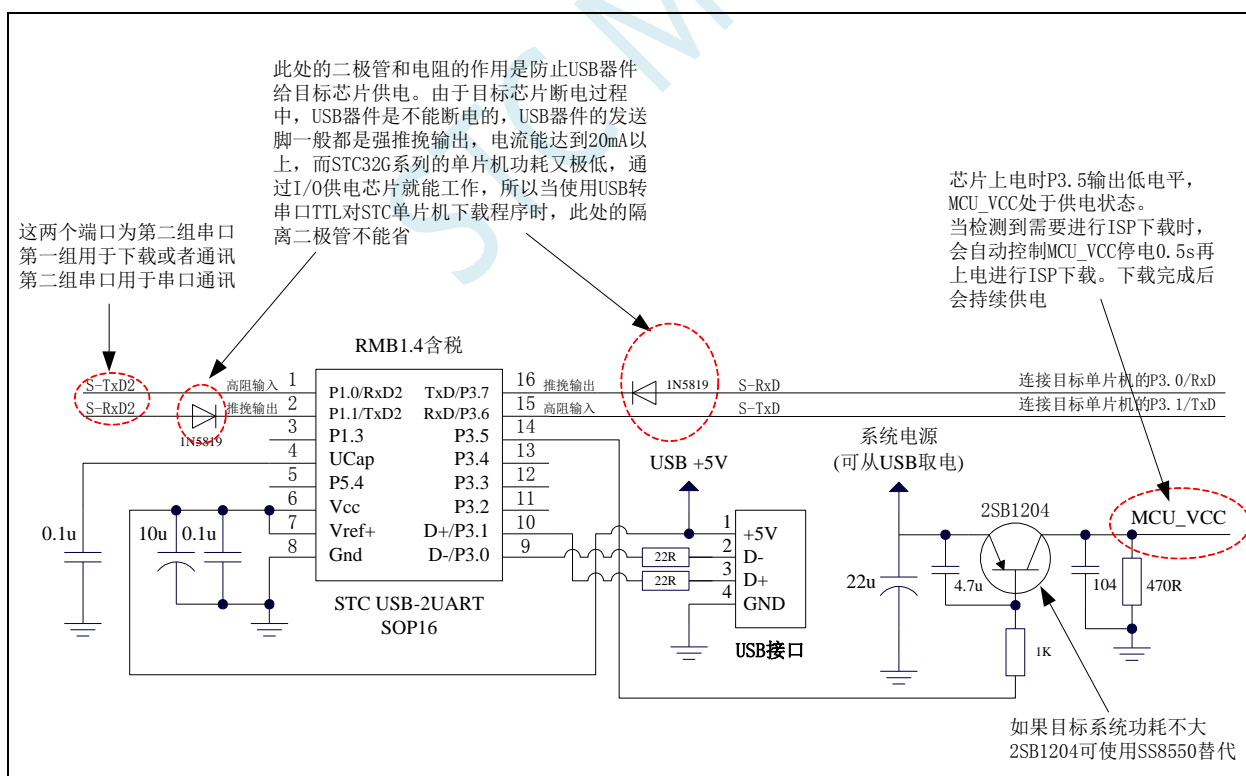 STC M
此处的二极管和电阻的作用是防止USB器件
给目标芯片供电。由于目标芯片断电过程
中，USB器件是不能断电的，USB器件的发送
脚一般都是强推挽输出，电流能达到20mA以
上，而STC32G系列的单片机功耗又极低，通
过I/O供电芯片就能工作，所以当使用USB转
串口TTL对STC单片机下载程序时，此处的隔
离二极管不能省
芯片上电时P3.5输出低电平，
MCU_VCC处于供电状态。
当检测到需要进行ISP下载时，
会自动控制MCU_VCC停电0.5s再
上电进行ISP下载。下载完成后
会持续供电
这两个端口为第二组串口
第一组用于下载或者通讯
第二组串口用于串口通讯
RMB1.4含税
S-TxD2 高阻输入 1 P1.0/RxD2 TxD/P3.7 16 推挽输出 1N5819 S-RxD 连接目标单片机的P3.0/RxD
S-RxD2 推挽输出 2 P1.1/TxD2 RxD/P3.6 15 高阻输入 S-TxD 连接目标单片机的P3.1/TxD
1N5819 3 P1.3 P3.5 14
4 UCap P3.4 13
5 P5.4 P3.3 12
6 Vcc P3.2 11
7 Vref+ D+/P3.1 10
8 Gnd D-/P3.0 9
0.1u
10u
0.1u
STC USB-2UART
SOP16
USB +5V
1 +5V
2 D-
3 D+
4 GND
22R
22R
USB接口
系统电源
(可从USB取电)
2SB1204
MCU_VCC
22u
4.7u
104
470R
1K
如果目标系统功耗不大
2SB1204可使用SS8550替代